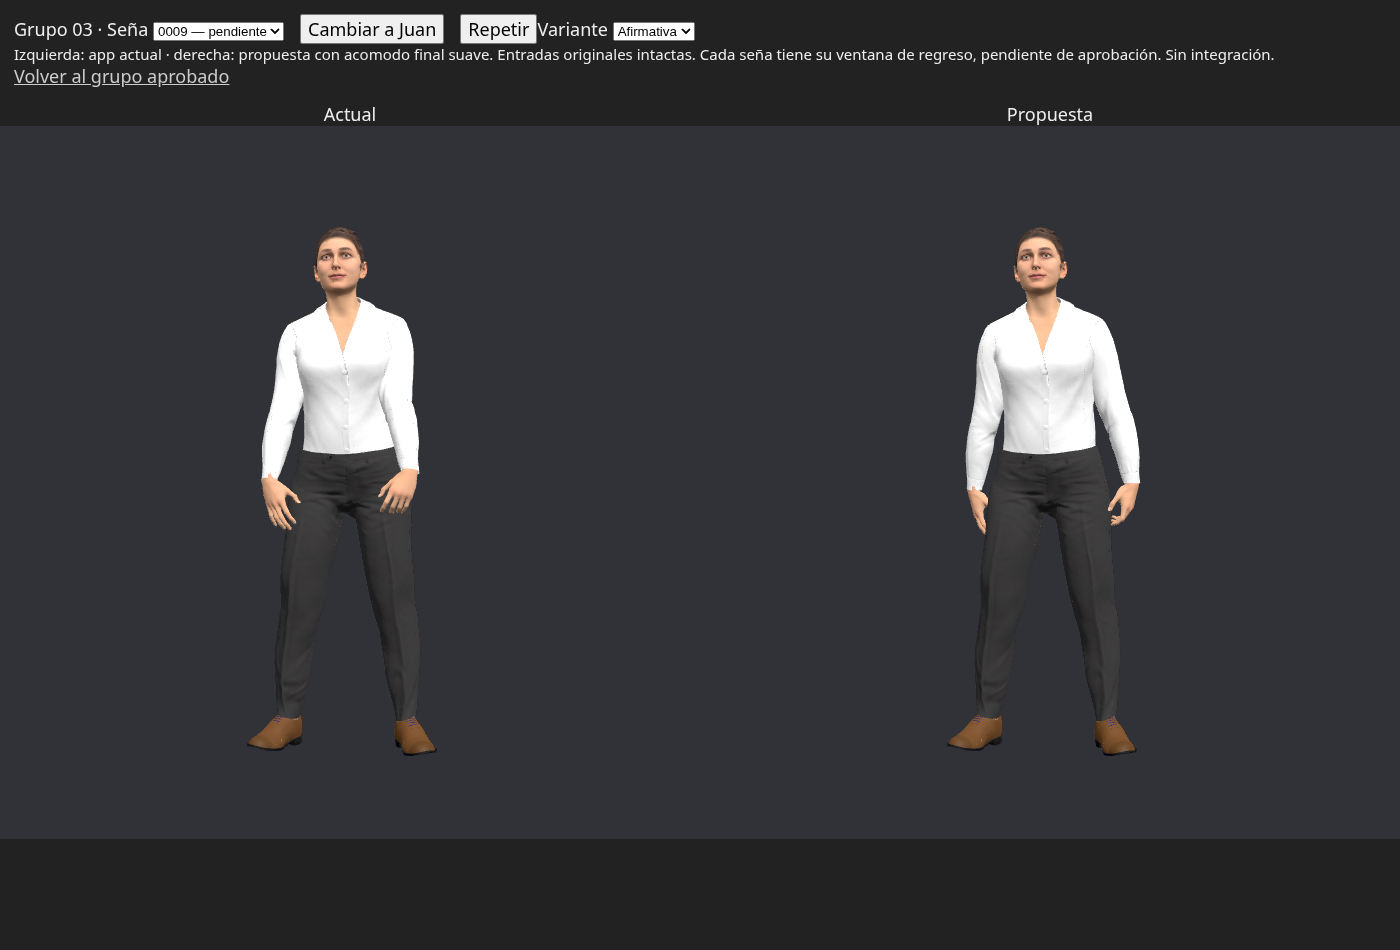 Grupo 03 · Seña 0009 — pendiente Cambiar a Juan Repetir Variante Afirmativa
Izquierda: app actual · derecha: propuesta con acomodo final suave. Entradas originales intactas. Cada seña tiene su ventana de regreso, pendiente de aprobación. Sin integración.
Volver al grupo aprobado
Actual
Propuesta